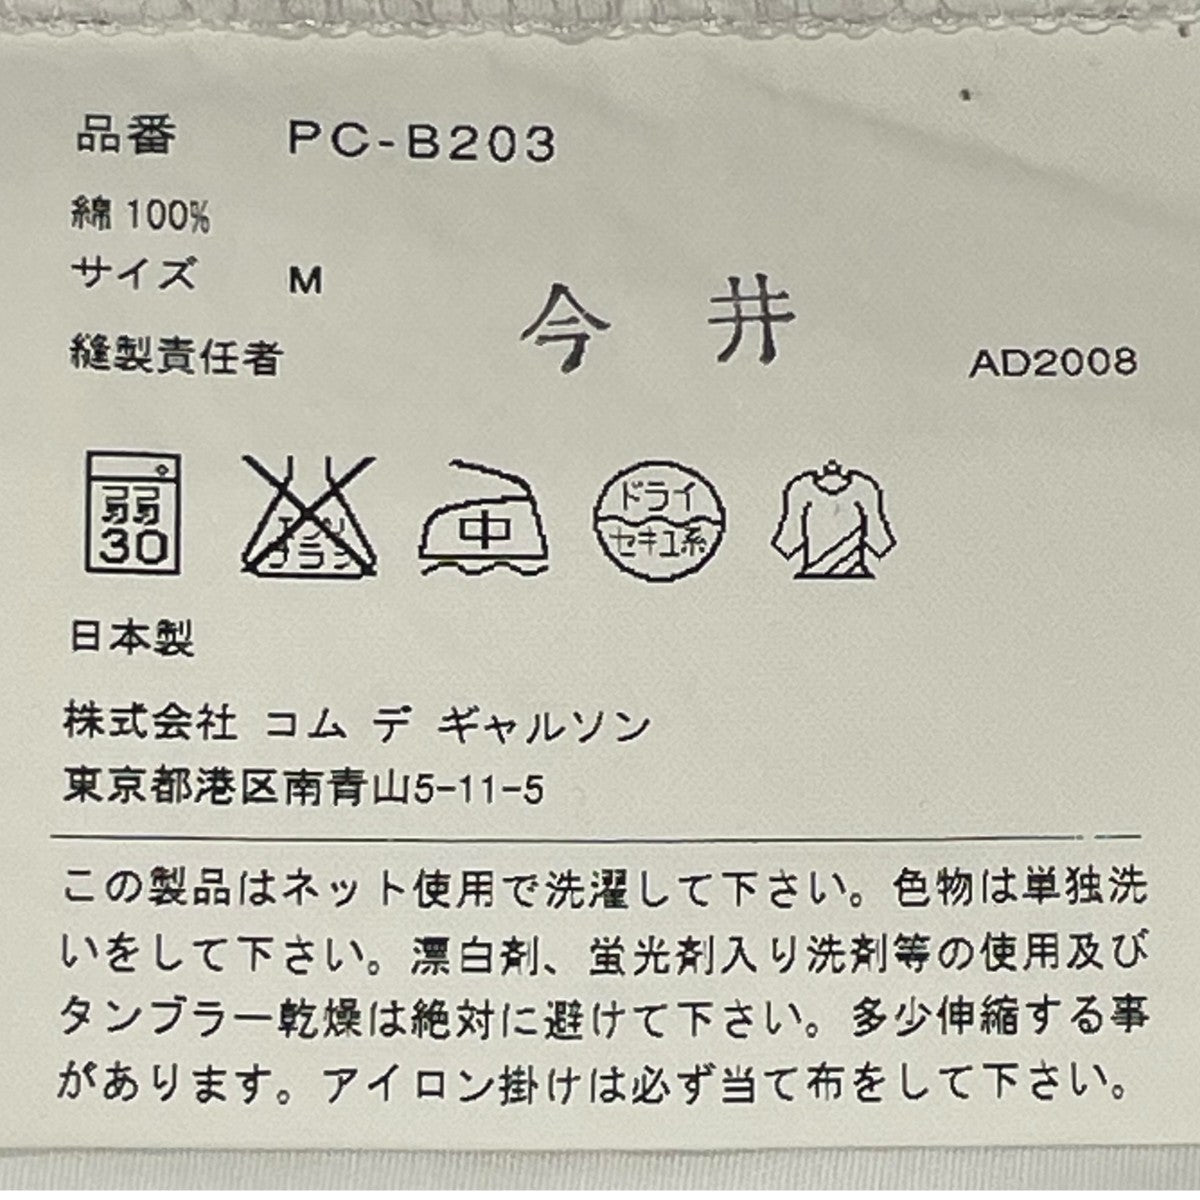 品番 PC-B203
綿 100%
サイズ M
縫製責任者 今井 AD2008
弱
30
エンソ
ブラシ
中
ドライ
セキユ系
日本製
株式会社 コム デ ギャルソン
東京都港区南青山5-11-5
この製品はネット使用で洗濯して下さい。色物は単独洗
いをして下さい。漂白剤、蛍光剤入り洗剤等の使用及び
タンブラー乾燥は絶対に避けて下さい。多少伸縮する事
があります。アイロン掛けは必ず当て布をして下さい。